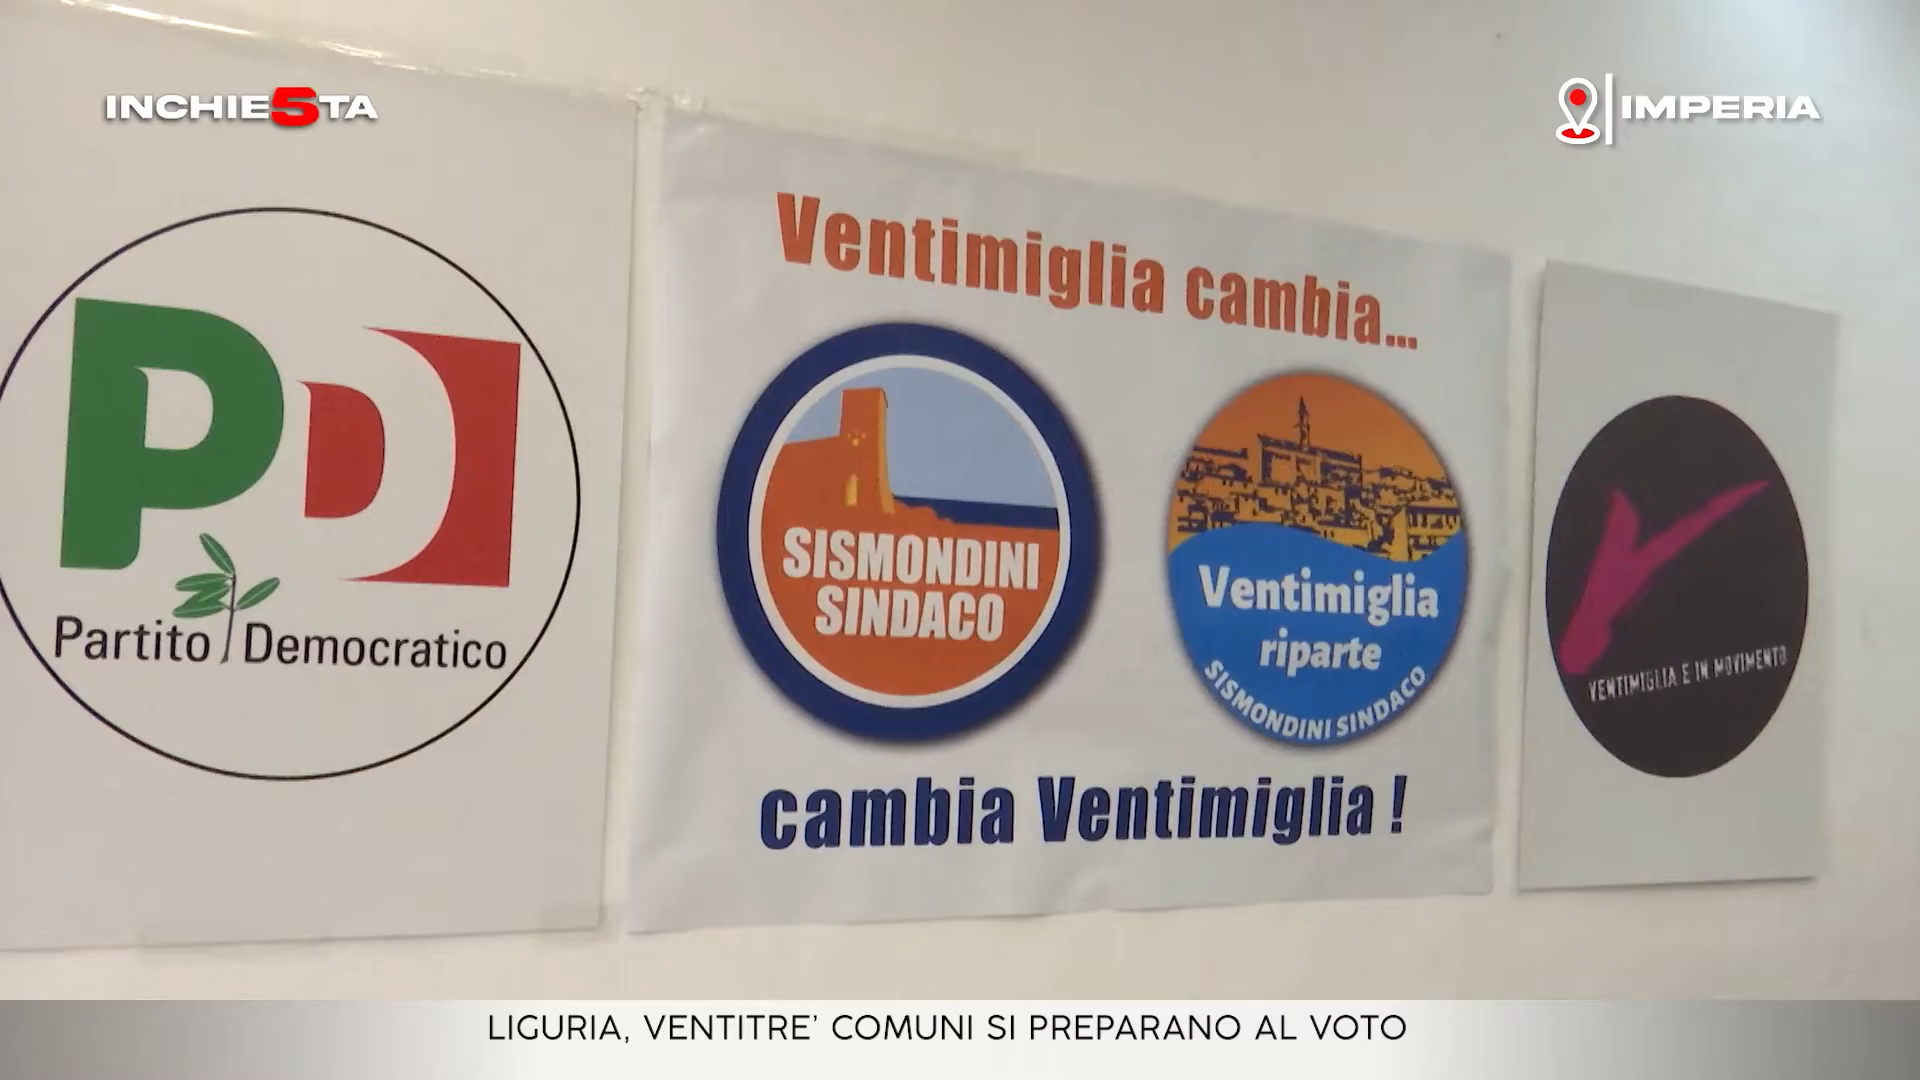 INCHIE5TA
IMPERIA
PD
Partito Democratico
Ventimiglia cambia...
SISMONDINI
SINDACO
Ventimiglia
riparte
SISMONDINI SINDACO
cambia Ventimiglia !
VENTIMIGLIA E IN MOVIMENTO
LIGURIA, VENTITRE’ COMUNI SI PREPARANO AL VOTO